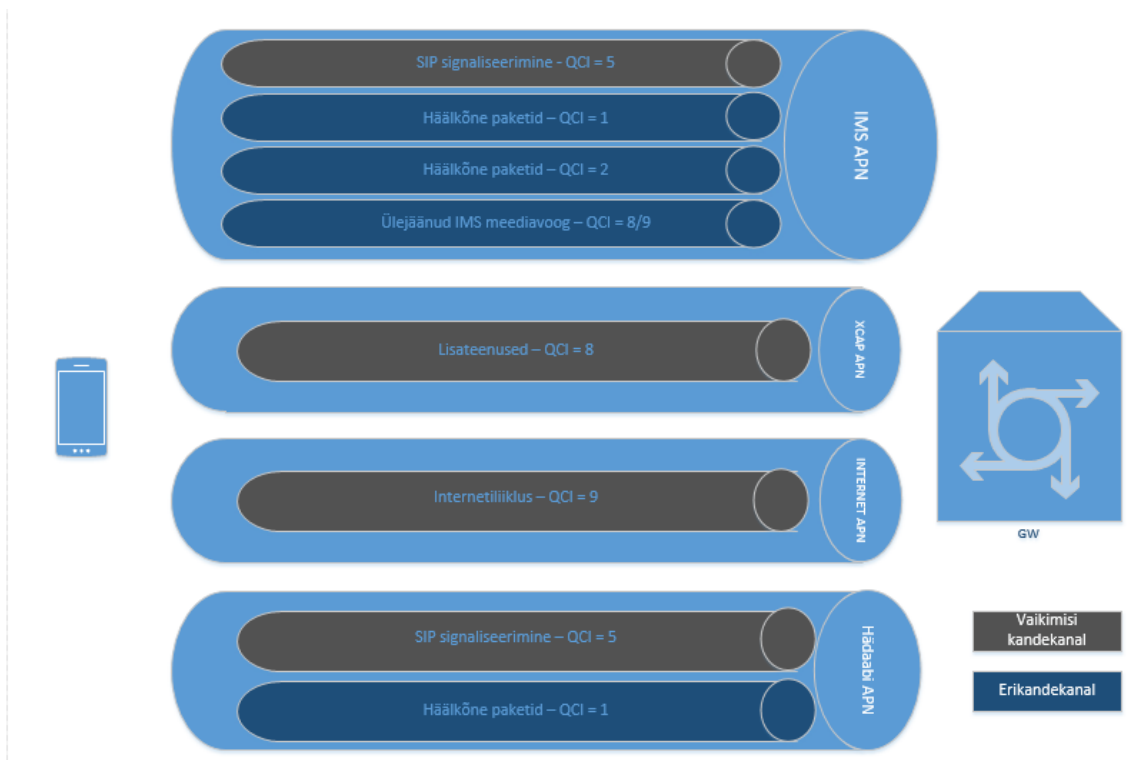 SIP signaliseerimine - QCI = 5
Häälkõne paketid – QCI = 1
Häälkõne paketid – QCI = 2
Ülejäänud IMS meediavoog – QCI = 8/9
IMS APN
Lisateenused – QCI = 8
XCAP APN
Internetiliiklus – QCI = 9
INTERNET APN
GW
SIP signaliseerimine – QCI = 5
Häälkõne paketid – QCI = 1
Hädaabi APN
Vaikimisi
kandekanal
Erikandekanal